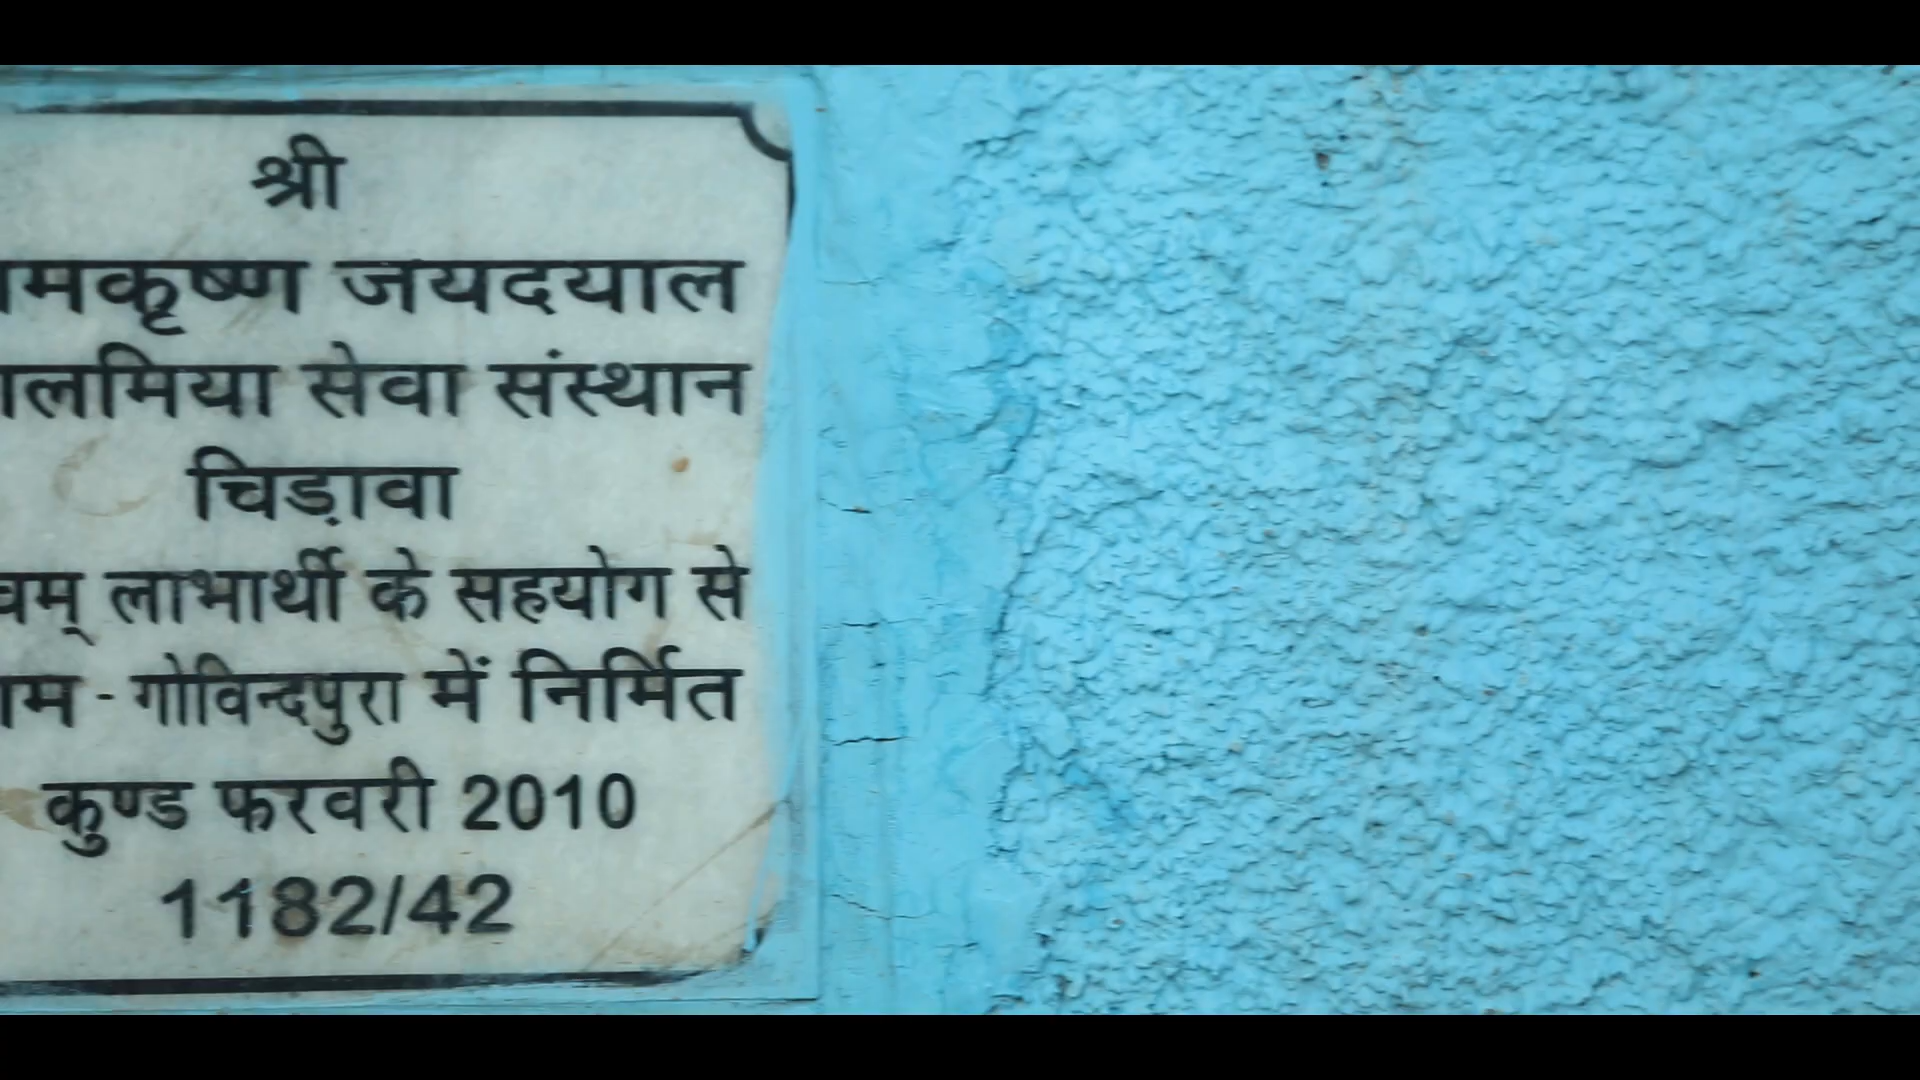 श्री
ामकृष्ण जयदयाल
ालमिया सेवा संस्थान
चिड़ावा
वम् लाभार्थी के सहयोग से
ाम - गोविन्दपुरा में निर्मित
कुण्ड फरवरी 2010
1182/42